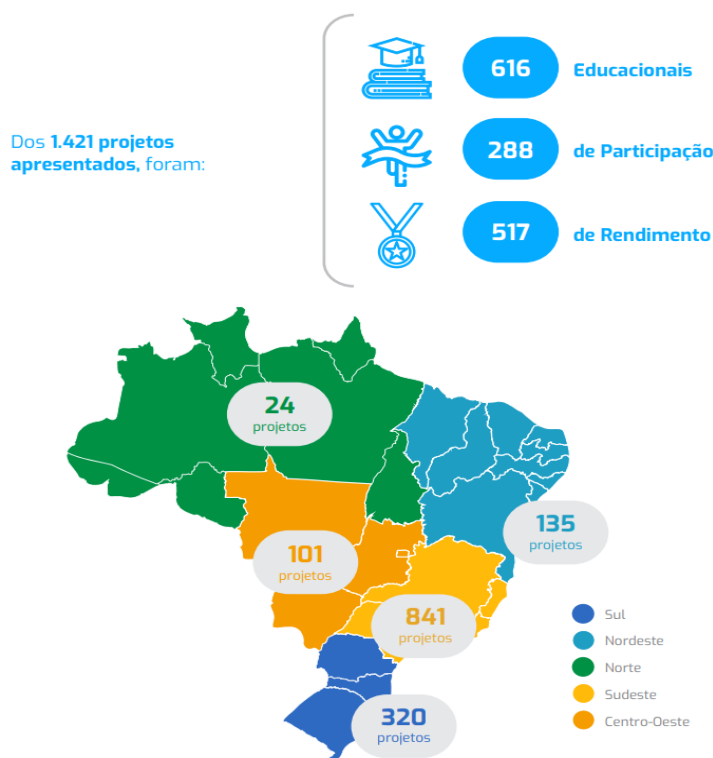 616
Educacionais
Dos 1.421 projetos
apresentados, foram:
288
de Participação
517
de Rendimento
24
projetos
135
projetos
101
projetos
841
projetos
320
projetos
Sul
Nordeste
Norte
Sudeste
Centro-Oeste